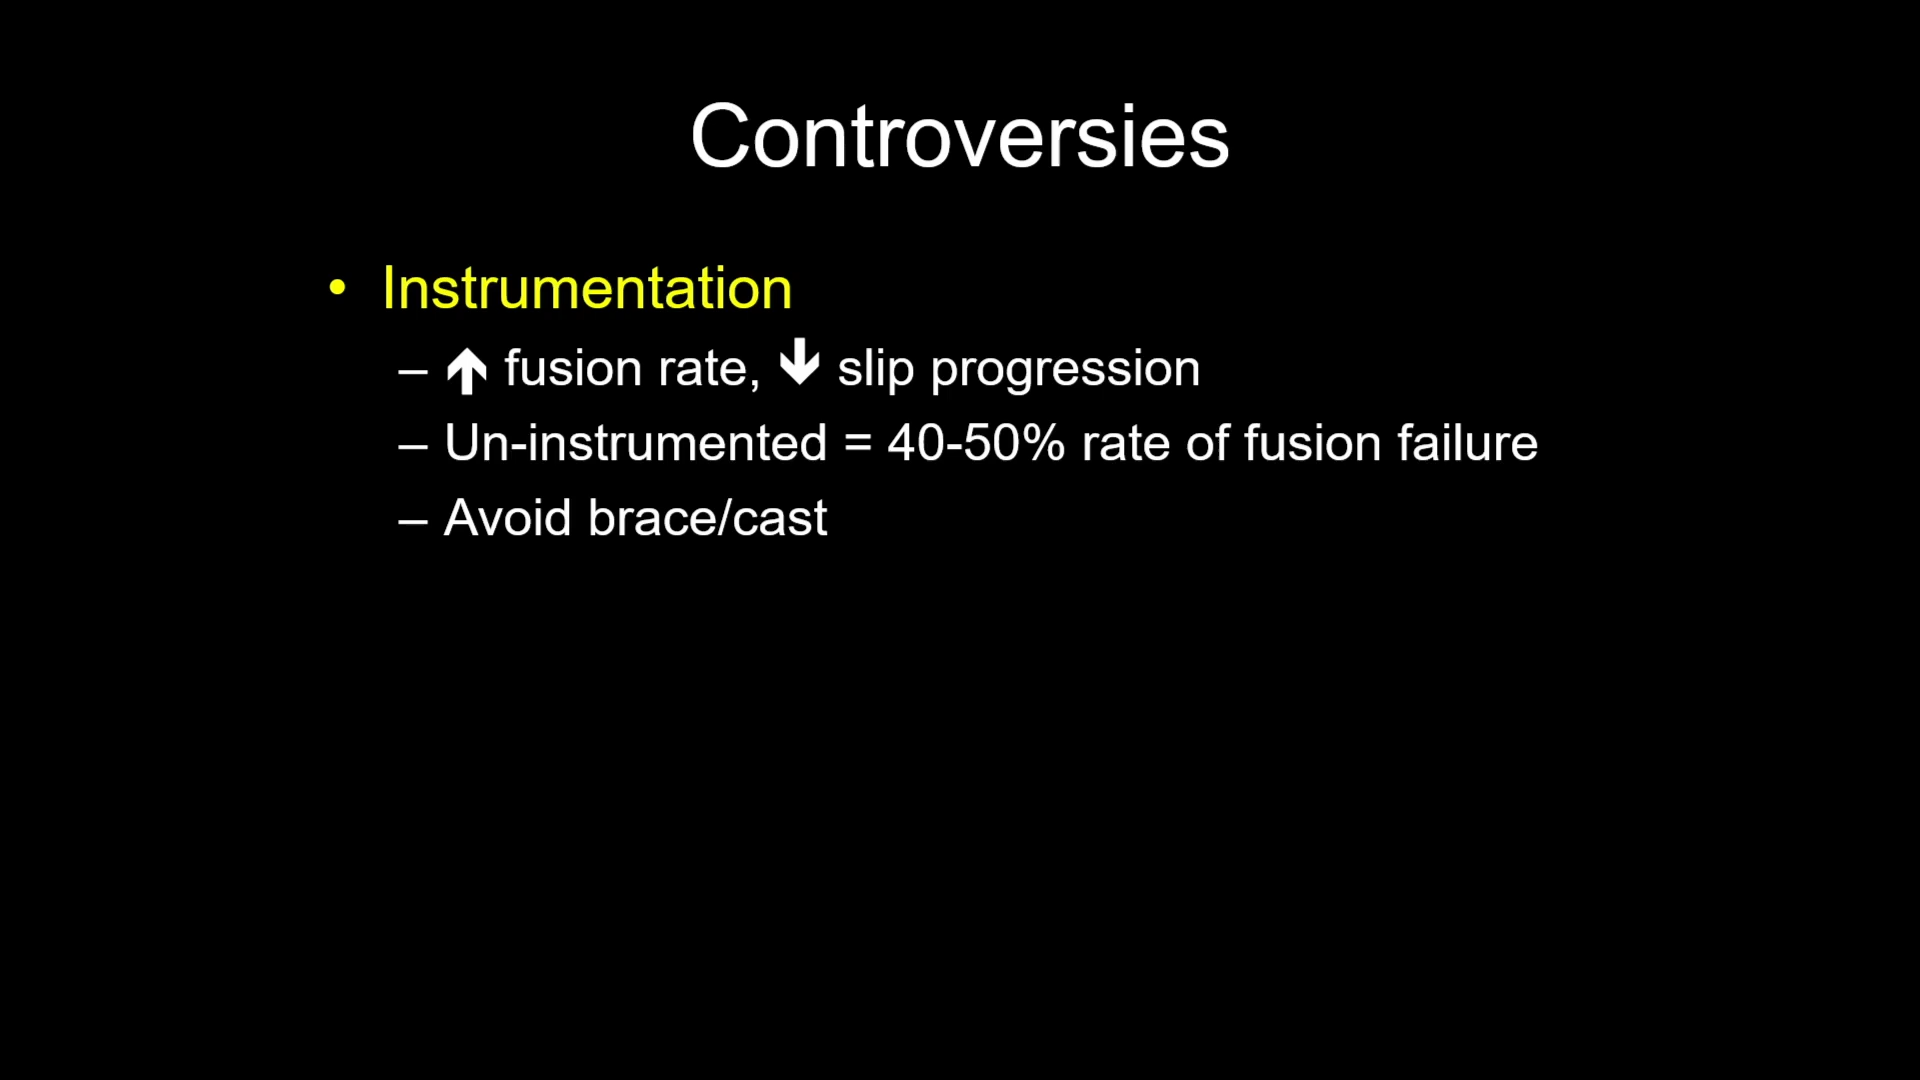 Controversies
• Instrumentation
– 🡹 fusion rate, 🡻 slip progression
– Un-instrumented = 40-50% rate of fusion failure
– Avoid brace/cast